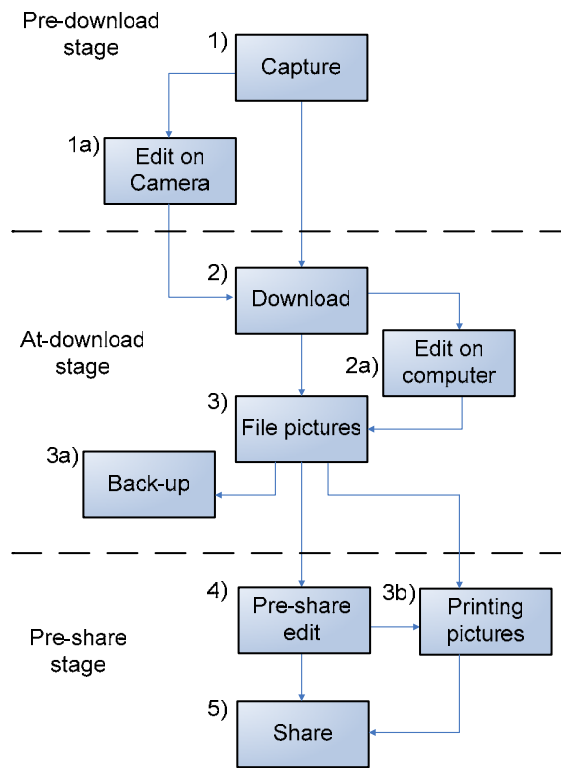 Pre-download
stage
1)
Capture
1a)
Edit on
Camera
2)
Download
At-download
stage
2a)
Edit on
computer
3)
File pictures
3a)
Back-up
4)
Pre-share
edit
3b)
Printing
pictures
Pre-share
stage
5)
Share